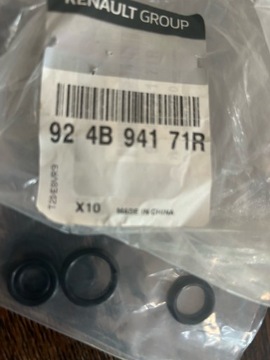 RENAULT GROUP
92 4B 941 71R
X10
MADE IN CHINA